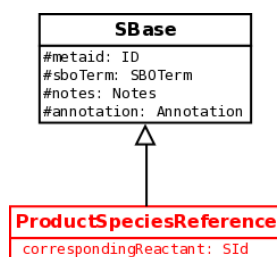 SBase
#metaid: ID
#sboTerm: SBOTerm
#notes: Notes
#annotation: Annotation
ProductSpeciesReference
correspondingReactant: SId